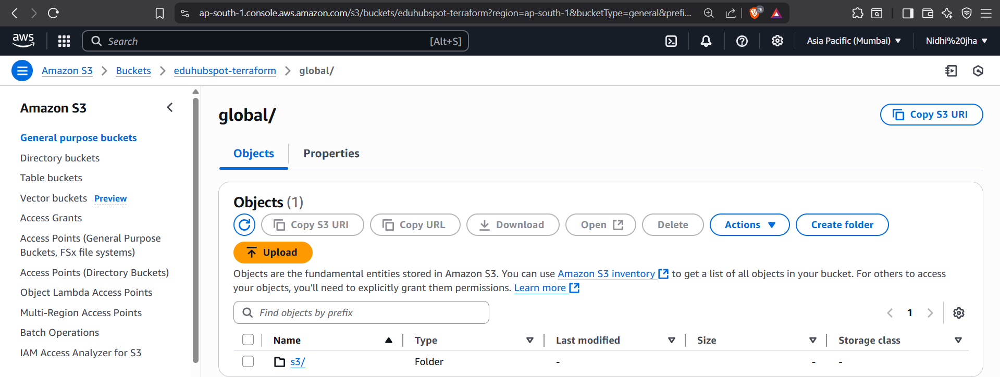 ap-south-1.console.aws.amazon.com/s3/buckets/eduhubspot-terraform?region=ap-south-1&bucketType=general&prefi...
26
aws
Search
[Alt+S]
Asia Pacific (Mumbai)
Nidhi%20jha
Amazon S3
Buckets
eduhubspot-terraform
global/
Amazon S3
General purpose buckets
Directory buckets
Table buckets
Vector buckets Preview
Access Grants
Access Points (General Purpose
Buckets, FSx file systems)
Access Points (Directory Buckets)
Object Lambda Access Points
Multi-Region Access Points
Batch Operations
IAM Access Analyzer for S3
global/
Copy S3 URI
Objects
Properties
Objects (1)
Copy S3 URI
Copy URL
Download
Open
Delete
Actions
Create folder
Upload
Objects are the fundamental entities stored in Amazon S3. You can use Amazon S3 inventory to get a list of all objects in your bucket. For others to access
your objects, you'll need to explicitly grant them permissions. Learn more
Find objects by prefix
1
Name
Type
Last modified
Size
Storage class
s3/
Folder
-
-
-